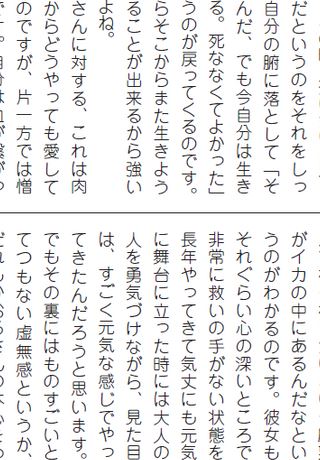 だというのをそれをしっ
自分の腑に落として「そ
んだ、でも今自分は生き
る。死ななくてよかった」
うのが戻ってくるのです。
らそこからまた生きよう
ることが出来るから強い
よね。
さんに対する、これは肉
からどうやっても愛して
のですが、片一方では憎
がイカの中にあるんだなとい
うのがわかるのです。彼女も
それぐらい心の深いところで
非常に救いの手がない状態を
長年やってきて気丈にも元気
に舞台に立った時には大人の
人を勇気づけながら、見た目
は、すごく元気な感じでやっ
てきたんだろうと思います。
でもその裏にはものすごいと
てつもない虚無感というか、